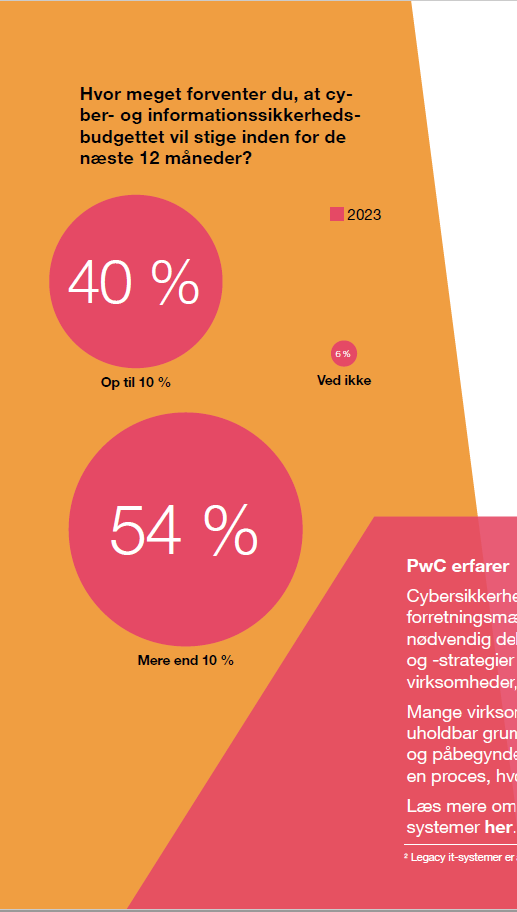 Hvor meget forventer du, at cy-
ber- og informationssikkerheds-
budgettet vil stige inden for de
næste 12 måneder?
2023
40 %
Op til 10 %
6 %
Ved ikke
54 %
Mere end 10 %
PwC erfarer
Cybersikkerhe
forretningsmæ
nødvendig del
og -strategier
virksomheder,
Mange virksor
uholdbar grun
og påbegynde
en proces, hvo
Læs mere om
systemer her.
² Legacy it-systemer er